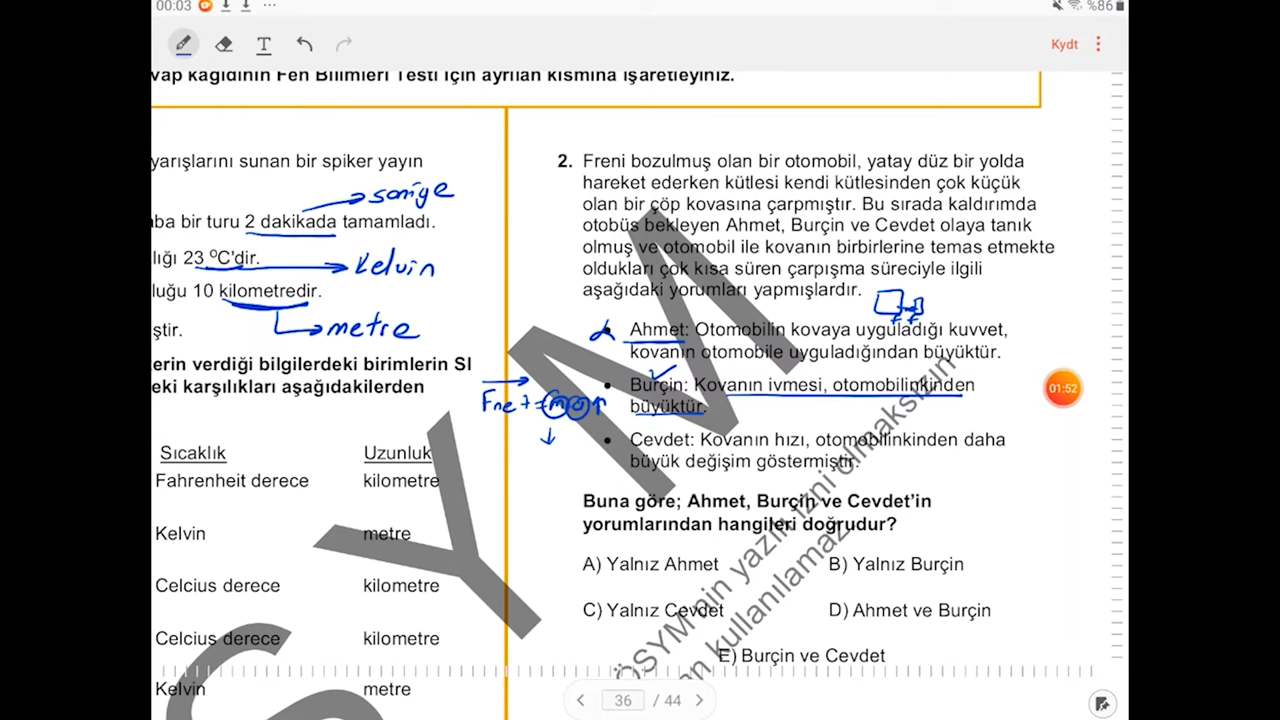 00:03
%86
T
Kydt
vap kağıdının Fen Bilimleri Testi için ayrılan kısmına işaretleyiniz.
yarışlarını sunan bir spiker yayın
saniye
aba bir turu 2 dakikada tamamladı.
lığı 23 ºC'dir.
Kelvin
uluğu 10 kilometredir.
ştir.
metre
erin verdiği bilgilerdeki birimlerinin SI
eki karşılıkları aşağıdakilerden
Sıcaklık Uzunluk
Fahrenheit derece kilometre
Kelvin metre
Celcius derece kilometre
Celcius derece kilometre
Kelvin metre
2. Freni bozulmuş olan bir otomobil, yatay düz bir yolda
hareket ederken kütlesi kendi kütlesinden çok küçük
olan bir çöp kovasına çarpmıştır. Bu sırada kaldırımda
otobüs bekleyen Ahmet, Burçin ve Cevdet olaya tanık
olmuş ve otomobil ile kovanın birbirlerine temas etmekte
oldukları çok kısa süren çarpışma süreciyle ilgili
aşağıdaki yorumları yapmışlardır.
F F
• Ahmet: Otomobilin kovaya uyguladığı kuvvet,
kovanın otomobile uyguladığından büyüktür.
• Burçin: Kovanın ivmesi, otomobilinkinden
büyüktür.
Fnet = m a
• Cevdet: Kovanın hızı, otomobilinkinden daha
büyük değişim göstermiştir.
Buna göre; Ahmet, Burçin ve Cevdet'in
yorumlarından hangileri doğrudur?
A) Yalnız Ahmet B) Yalnız Burçin
C) Yalnız Cevdet D) Ahmet ve Burçin
E) Burçin ve Cevdet
01:52
36 / 44
SYM
ÖSYM'nin yazılı izni olmaksızın
kullanılamaz.